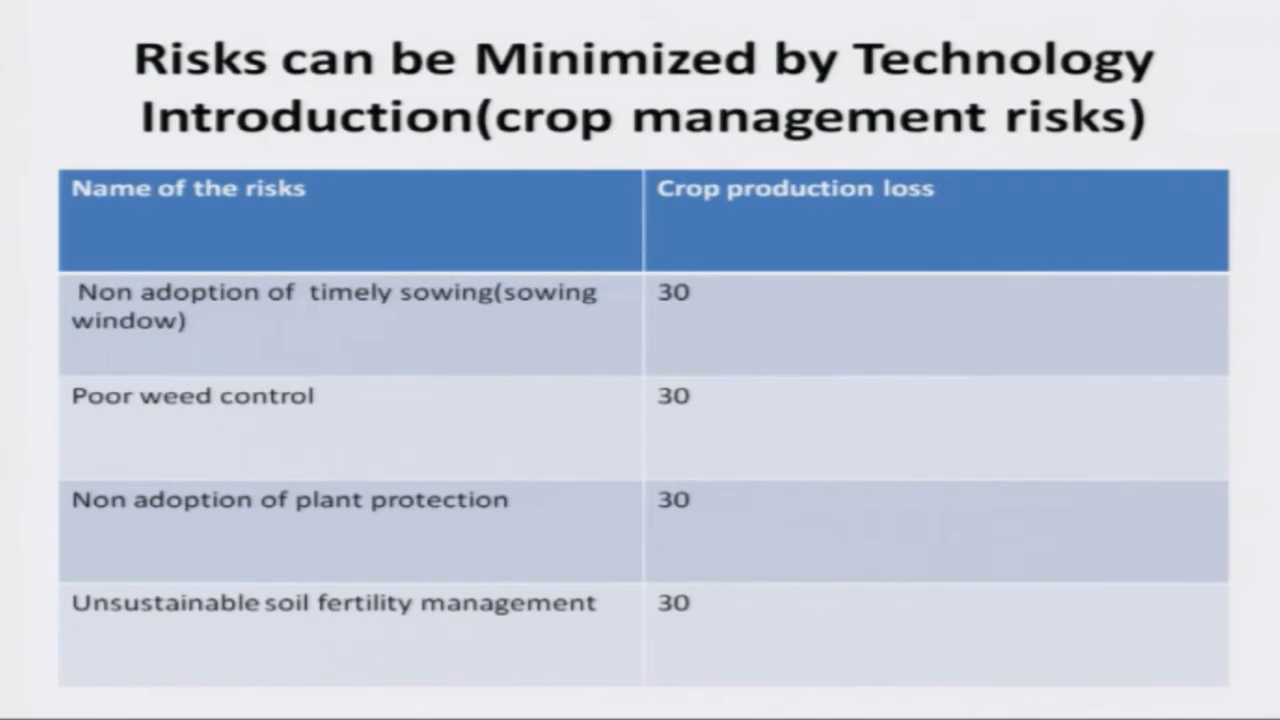 Risks can be Minimized by Technology
Introduction(crop management risks)
Name of the risks
Crop production loss
Non adoption of timely sowing(sowing
window)
30
Poor weed control
30
Non adoption of plant protection
30
Unsustainable soil fertility management
30